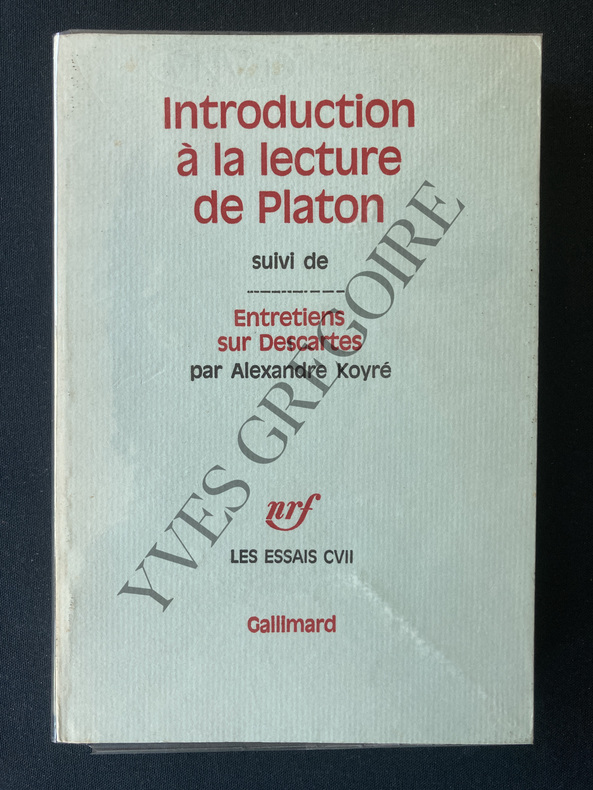 Introduction
à la lecture
de Platon
suivi de
Entretiens
sur Descartes
par Alexandre Koyré
nrf
LES ESSAIS CVII
Gallimard
YVES GREGOIRE